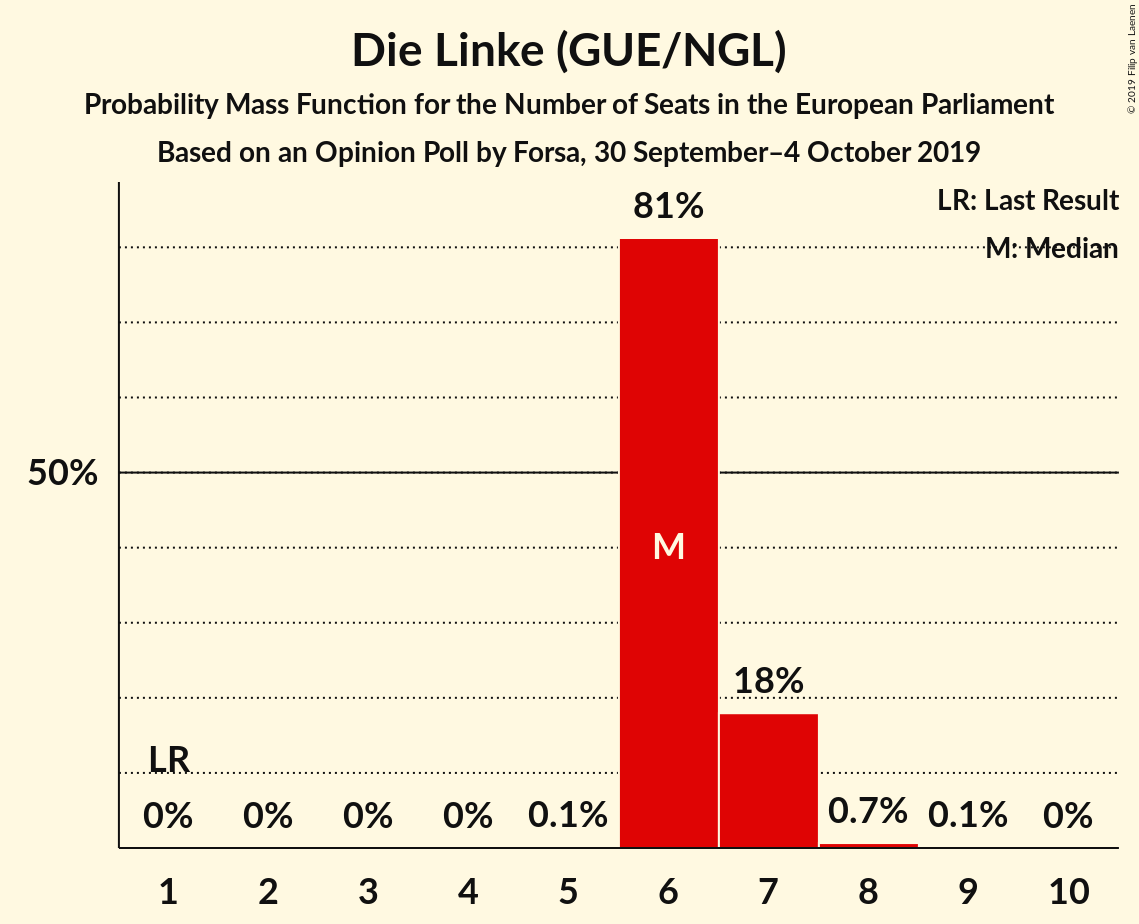 Die Linke (GUE/NGL)
Probability Mass Function for the Number of Seats in the European Parliament
Based on an Opinion Poll by Forsa, 30 September–4 October 2019
© 2019 Filip van Laenen
LR: Last Result
M: Median
81%
50%
M
18%
LR
0% 0% 0% 0% 0.1% 0.7% 0.1% 0%
1 2 3 4 5 6 7 8 9 10